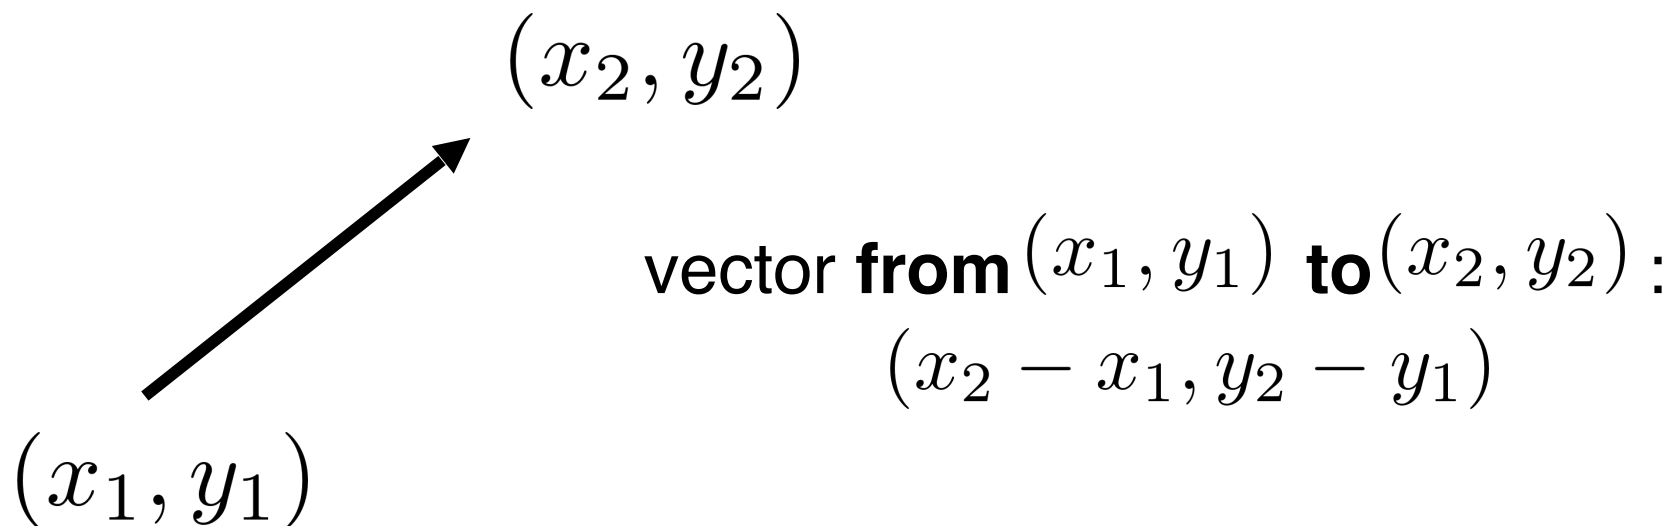 (x₂, y₂)
vector from (x₁, y₁) to (x₂, y₂) :
(x₂ − x₁, y₂ − y₁)
(x₁, y₁)